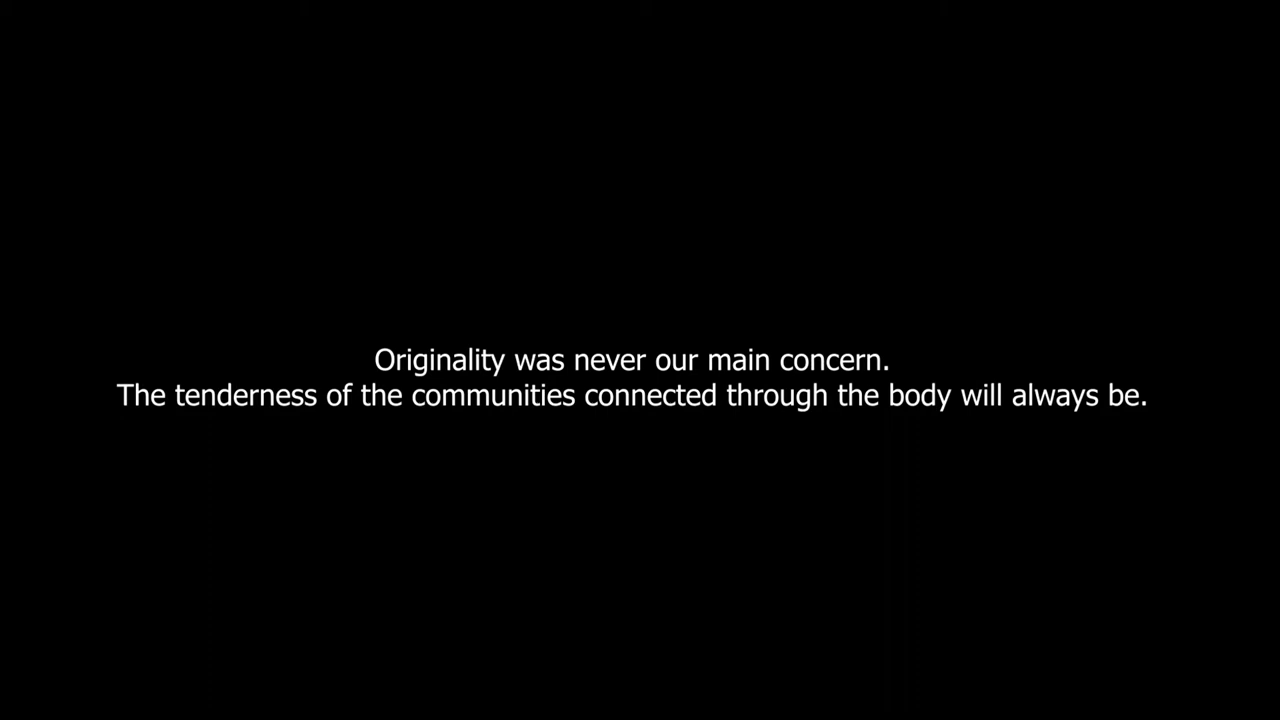 Originality was never our main concern.
The tenderness of the communities connected through the body will always be.